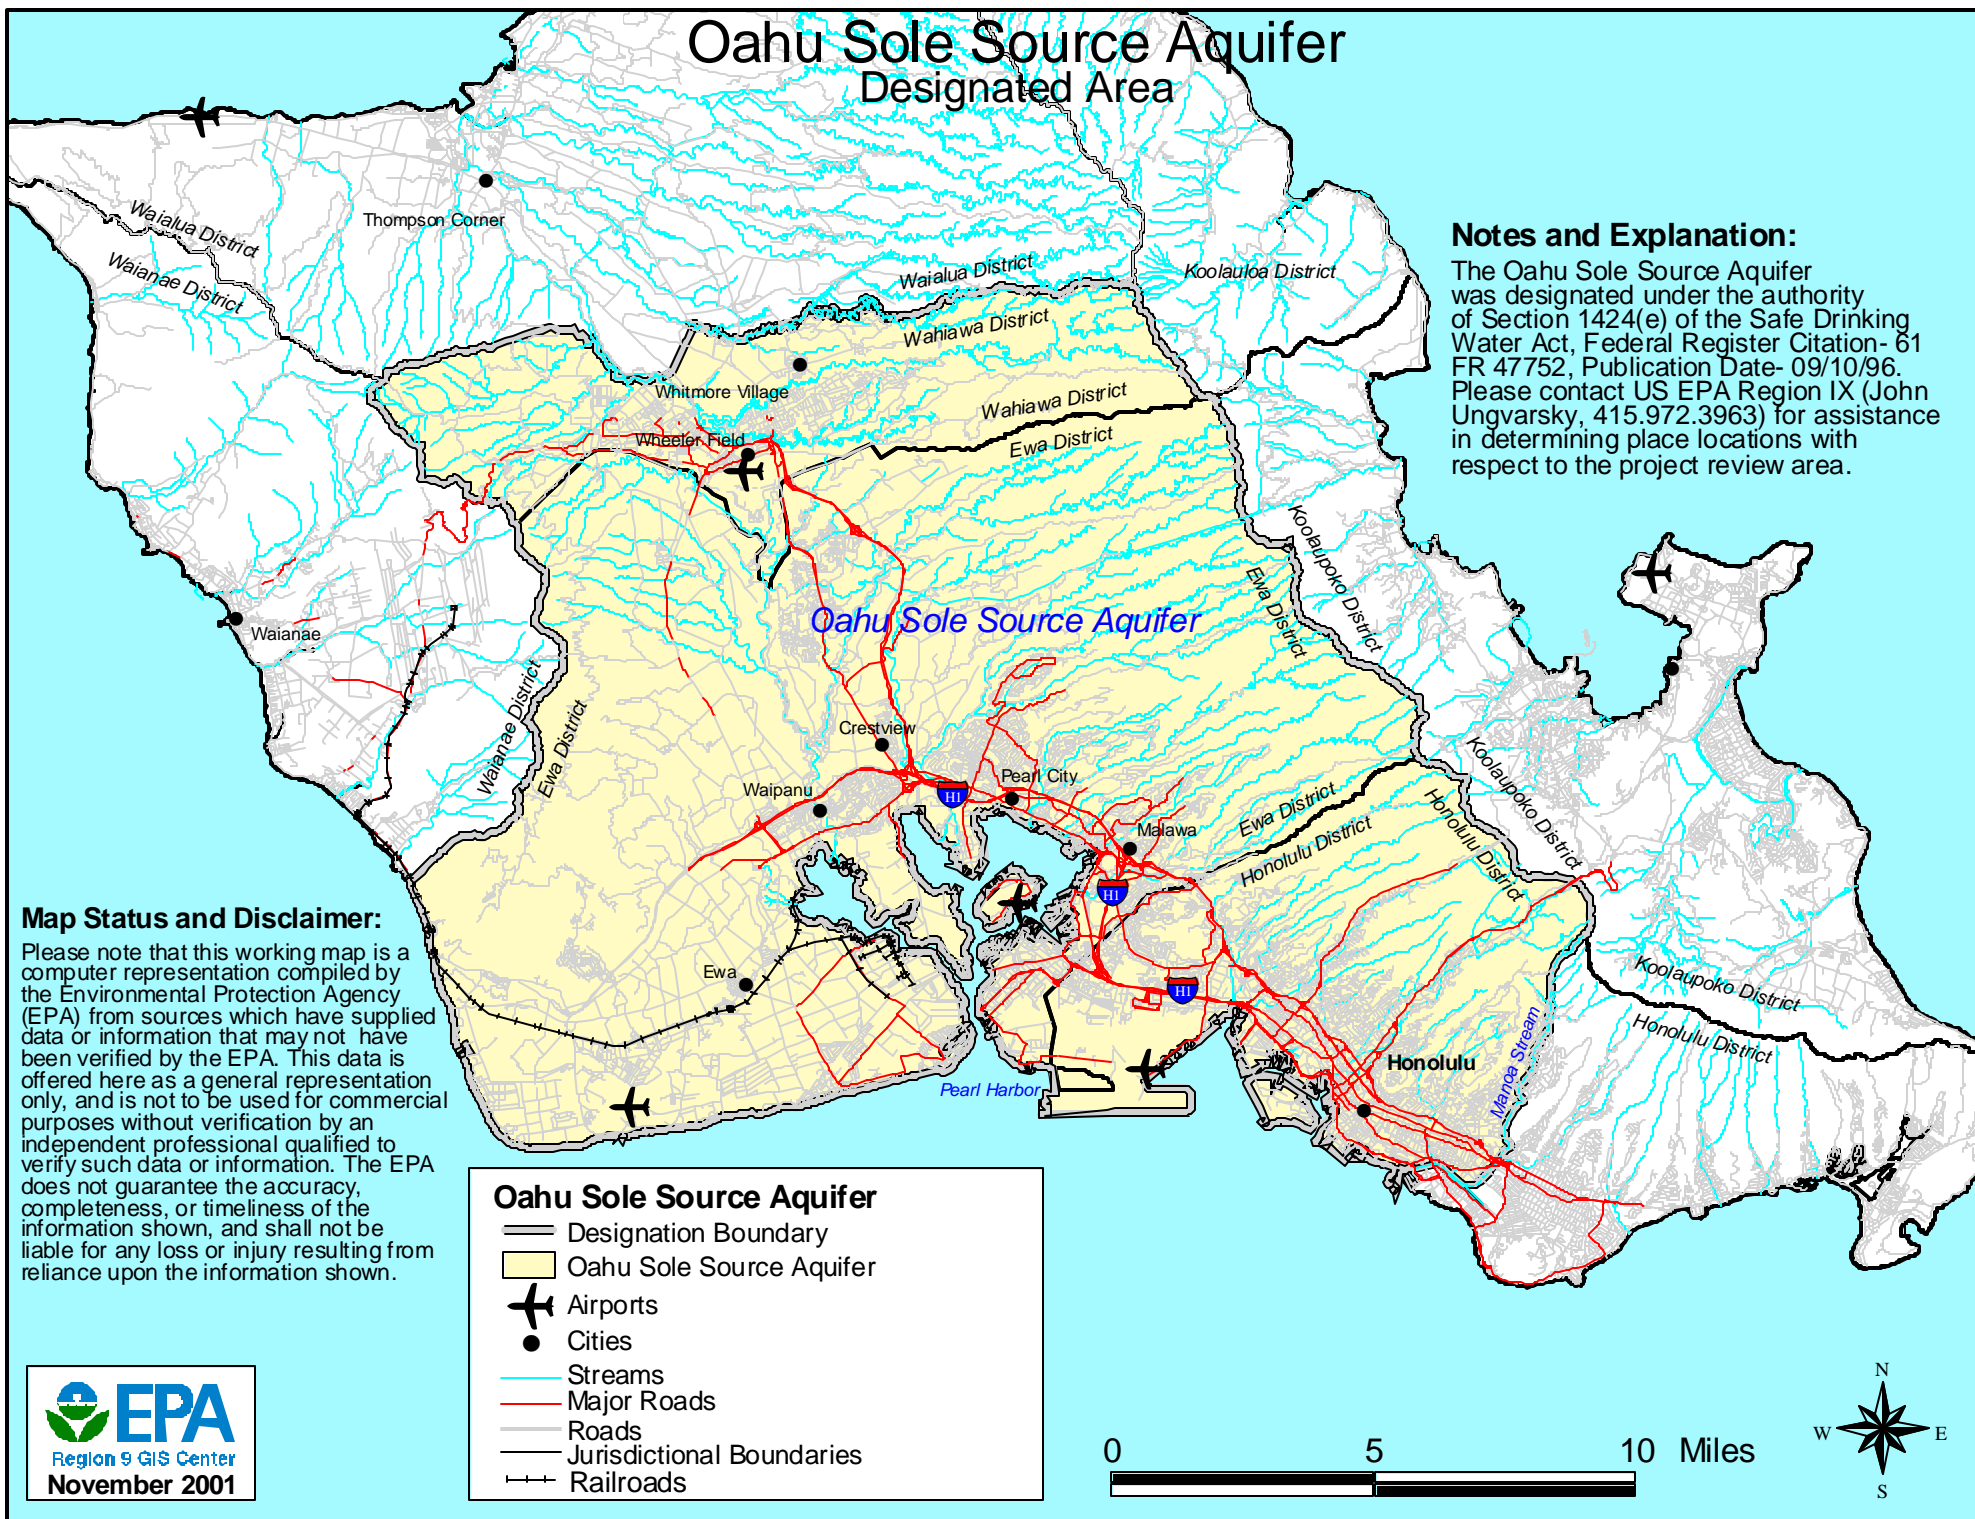 Oahu Sole Source Aquifer
Designated Area
Thompson Corner
Waialua District
Waianae District
Waialua District
Koolauloa District
Wahiawa District
Whitmore Village
Wahiawa District
Ewa District
Wheeler Field
Notes and Explanation:
The Oahu Sole Source Aquifer
was designated under the authority
of Section 1424(e) of the Safe Drinking
Water Act, Federal Register Citation- 61
FR 47752, Publication Date- 09/10/96.
Please contact US EPA Region IX (John
Ungvarsky, 415.972.3963) for assistance
in determining place locations with
respect to the project review area.
Koolaupoko District
Ewa District
Waianae
Oahu Sole Source Aquifer
Waianae District
Ewa District
Crestview
Waipanu
H1
Pearl City
Malawa
Ewa District
Honolulu District
Honolulu District
Koolaupoko District
H1
Ewa
H1
Koolaupoko District
Honolulu District
Manoa Stream
Honolulu
Pearl Harbor
Map Status and Disclaimer:
Please note that this working map is a
computer representation compiled by
the Environmental Protection Agency
(EPA) from sources which have supplied
data or information that may not have
been verified by the EPA. This data is
offered here as a general representation
only, and is not to be used for commercial
purposes without verification by an
independent professional qualified to
verify such data or information. The EPA
does not guarantee the accuracy,
completeness, or timeliness of the
information shown, and shall not be
liable for any loss or injury resulting from
reliance upon the information shown.
Oahu Sole Source Aquifer
Designation Boundary
Oahu Sole Source Aquifer
Airports
Cities
Streams
Major Roads
Roads
Jurisdictional Boundaries
Railroads
EPA
Region 9 GIS Center
November 2001
0 5 10 Miles
N
W E
S